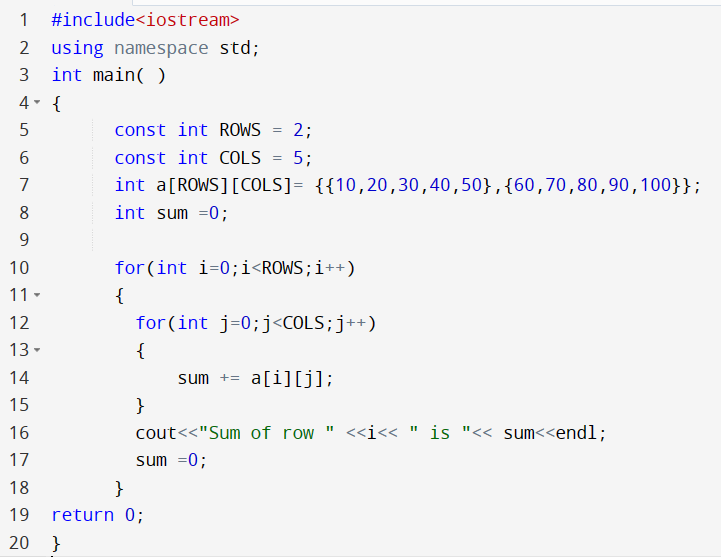 1 #include<iostream>
2 using namespace std;
3 int main( )
4 {
5 const int ROWS = 2;
6 const int COLS = 5;
7 int a[ROWS][COLS]= {{10,20,30,40,50},{60,70,80,90,100}};
8 int sum =0;
9
10 for(int i=0;i<ROWS;i++)
11 {
12 for(int j=0;j<COLS;j++)
13 {
14 sum += a[i][j];
15 }
16 cout<<"Sum of row " <<i<< " is "<< sum<<endl;
17 sum =0;
18 }
19 return 0;
20 }